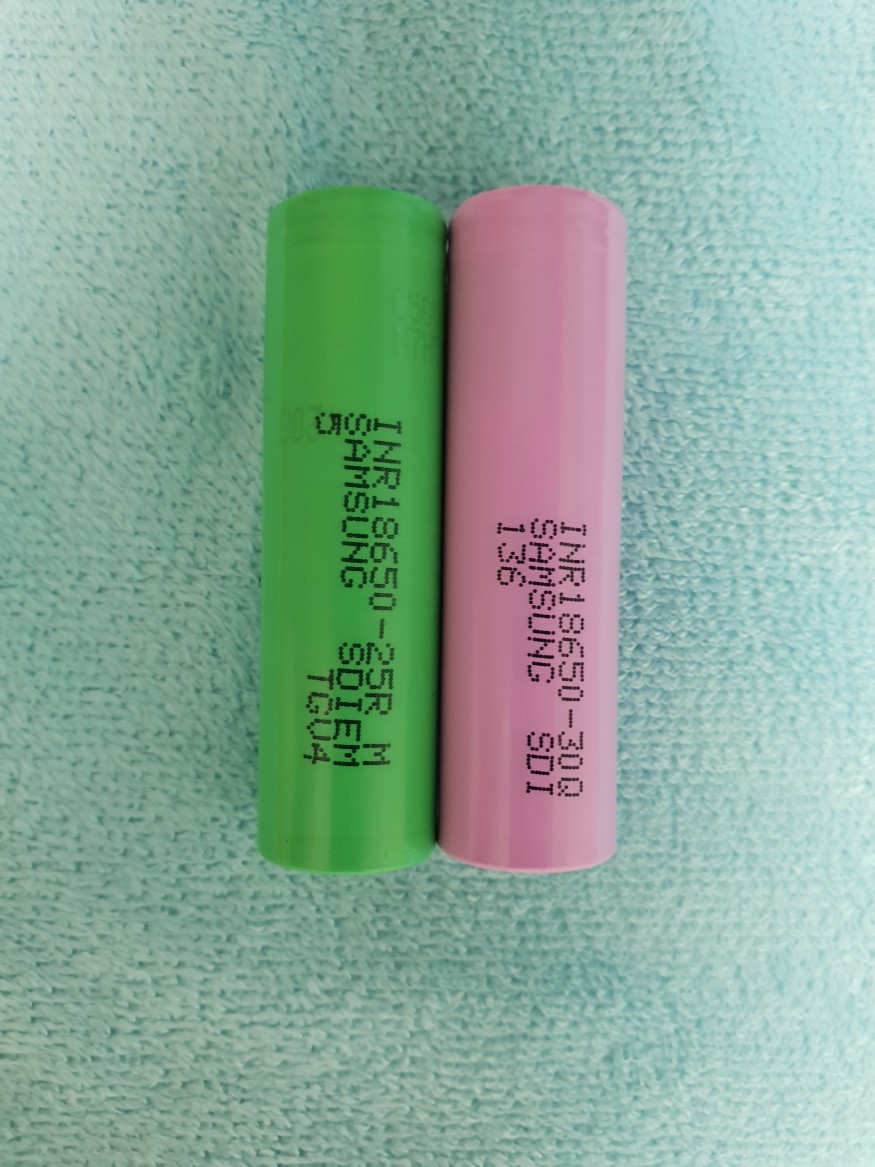 INR18650-25R M
SAMSUNG SDIEM
5 TG04
INR18650-30Q
SAMSUNG SDI
136